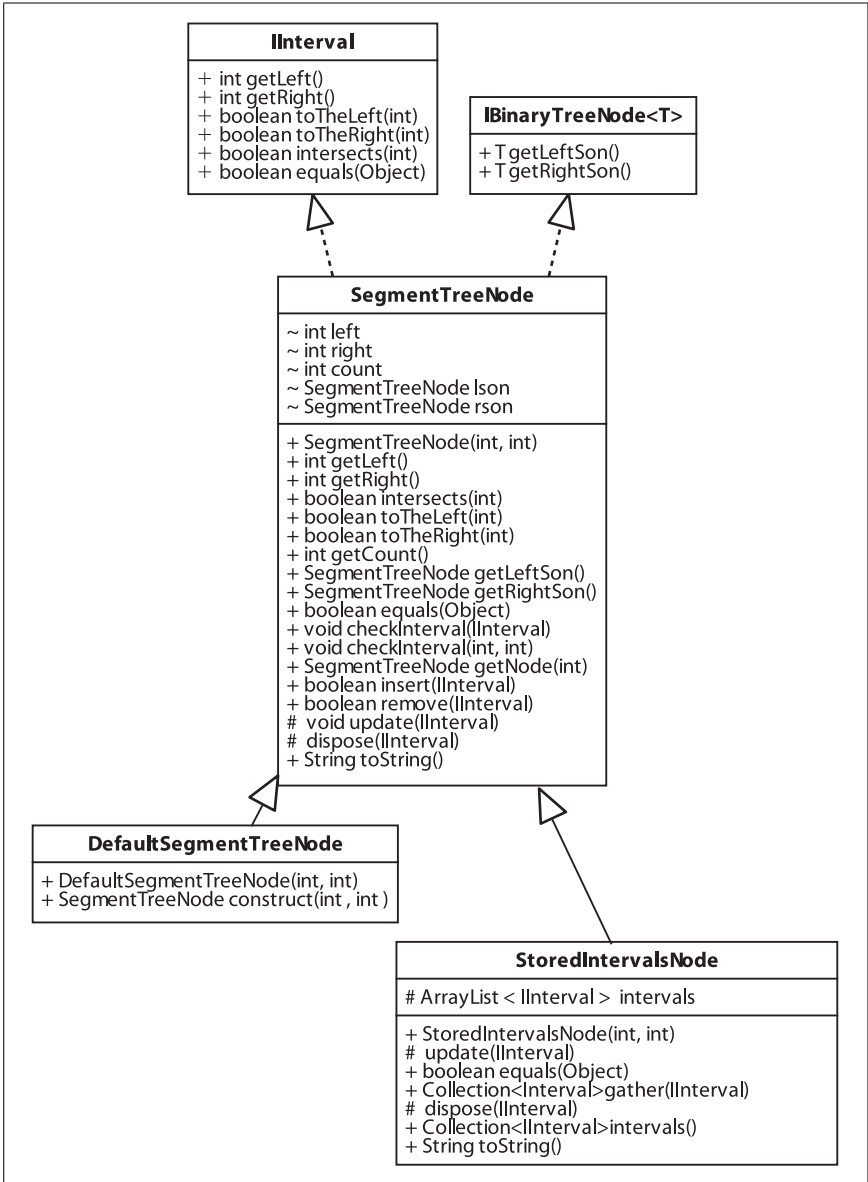 IInterval
+ int getLeft()
+ int getRight()
+ boolean toTheLeft(int)
+ boolean toTheRight(int)
+ boolean intersects(int)
+ boolean equals(Object)
IBinaryTreeNode<T>
+ T getLeftSon()
+ T getRightSon()
SegmentTreeNode
~ int left
~ int right
~ int count
~ SegmentTreeNode lson
~ SegmentTreeNode rson
+ SegmentTreeNode(int, int)
+ int getLeft()
+ int getRight()
+ boolean intersects(int)
+ boolean toTheLeft(int)
+ boolean toTheRight(int)
+ int getCount()
+ SegmentTreeNode getLeftSon()
+ SegmentTreeNode getRightSon()
+ boolean equals(Object)
+ void checkInterval(IInterval)
+ void checkInterval(int, int)
+ SegmentTreeNode getNode(int)
+ boolean insert(IInterval)
+ boolean remove(IInterval)
# void update(IInterval)
# dispose(IInterval)
+ String toString()
DefaultSegmentTreeNode
+ DefaultSegmentTreeNode(int, int)
+ SegmentTreeNode construct(int , int )
StoredIntervalsNode
# ArrayList < IInterval > intervals
+ StoredIntervalsNode(int, int)
# update(IInterval)
+ boolean equals(Object)
+ Collection<Interval>gather(IInterval)
# dispose(IInterval)
+ Collection<IInterval>intervals()
+ String toString()